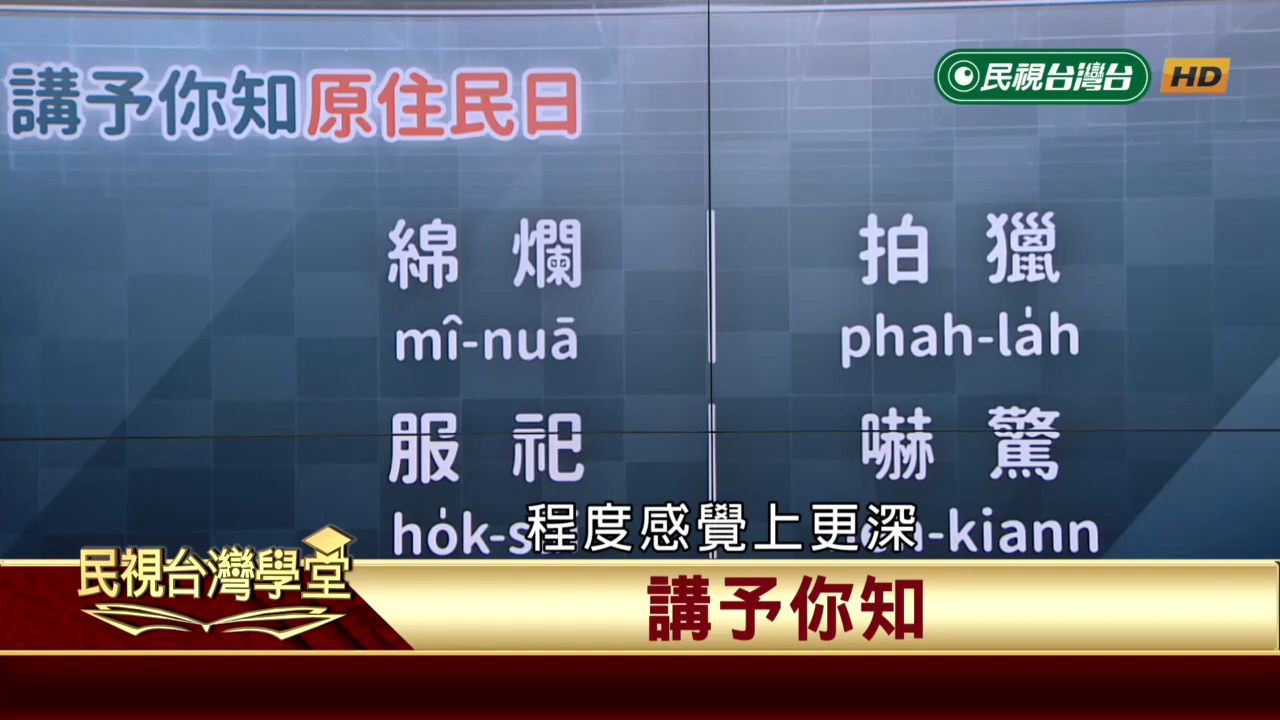 民視台灣台 HD
講予你知原住民日
綿爛 拍獵
mî-nuā phah-la̍h
服祀 嚇驚
ho̍k-s -kiann
程度感覺上更深
民視台灣學堂
講予你知